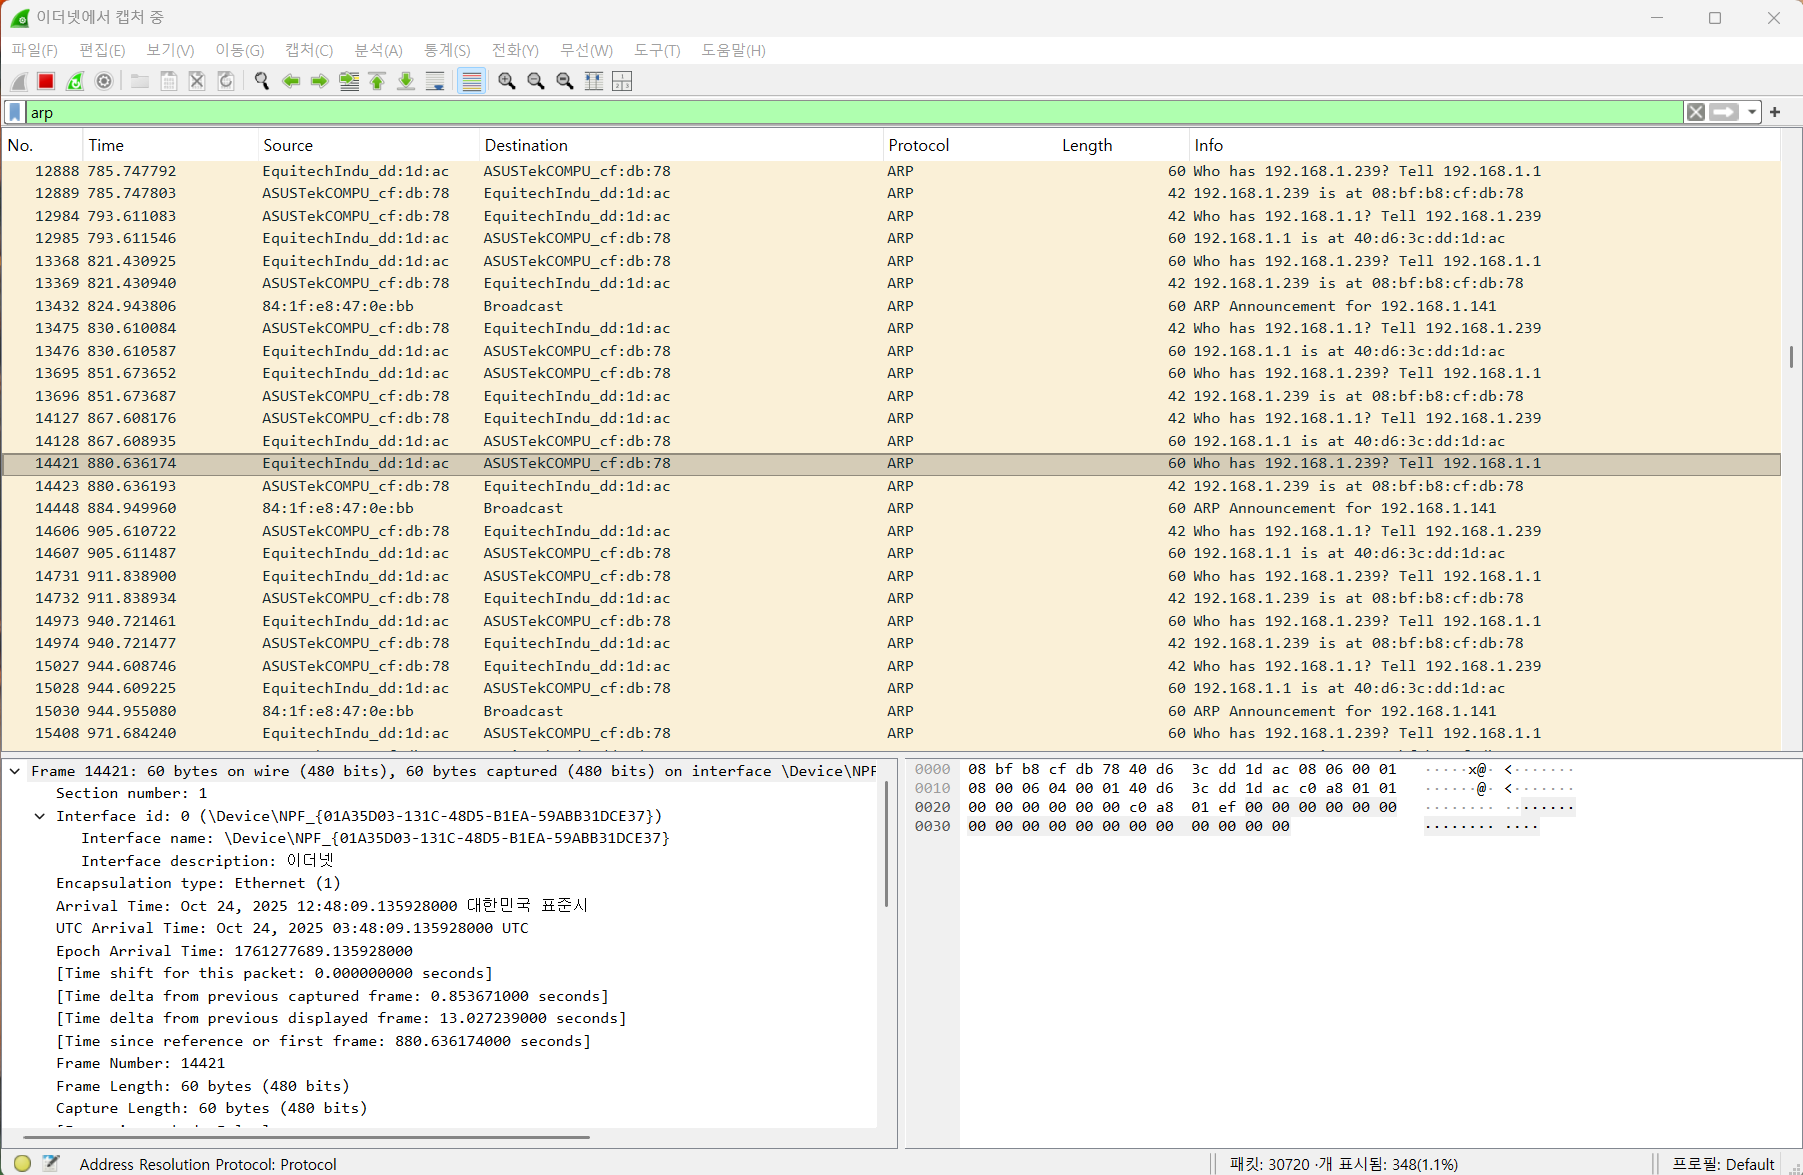 이더넷에서 캡처 중
파일(F) 편집(E) 보기(V) 이동(G) 캡처(C) 분석(A) 통계(S) 전화(Y) 무선(W) 도구(T) 도움말(H)
arp
No. Time Source Destination Protocol Length Info
12888 785.747792 EquitechIndu_dd:1d:ac ASUSTekCOMPU_cf:db:78 ARP 60 Who has 192.168.1.239? Tell 192.168.1.1
12889 785.747803 ASUSTekCOMPU_cf:db:78 EquitechIndu_dd:1d:ac ARP 42 192.168.1.239 is at 08:bf:b8:cf:db:78
12984 793.611083 ASUSTekCOMPU_cf:db:78 EquitechIndu_dd:1d:ac ARP 42 Who has 192.168.1.1? Tell 192.168.1.239
12985 793.611546 EquitechIndu_dd:1d:ac ASUSTekCOMPU_cf:db:78 ARP 60 192.168.1.1 is at 40:d6:3c:dd:1d:ac
13368 821.430925 EquitechIndu_dd:1d:ac ASUSTekCOMPU_cf:db:78 ARP 60 Who has 192.168.1.239? Tell 192.168.1.1
13369 821.430940 ASUSTekCOMPU_cf:db:78 EquitechIndu_dd:1d:ac ARP 42 192.168.1.239 is at 08:bf:b8:cf:db:78
13432 824.943806 84:1f:e8:47:0e:bb Broadcast ARP 60 ARP Announcement for 192.168.1.141
13475 830.610084 ASUSTekCOMPU_cf:db:78 EquitechIndu_dd:1d:ac ARP 42 Who has 192.168.1.1? Tell 192.168.1.239
13476 830.610587 EquitechIndu_dd:1d:ac ASUSTekCOMPU_cf:db:78 ARP 60 192.168.1.1 is at 40:d6:3c:dd:1d:ac
13695 851.673652 EquitechIndu_dd:1d:ac ASUSTekCOMPU_cf:db:78 ARP 60 Who has 192.168.1.239? Tell 192.168.1.1
13696 851.673687 ASUSTekCOMPU_cf:db:78 EquitechIndu_dd:1d:ac ARP 42 192.168.1.239 is at 08:bf:b8:cf:db:78
14127 867.608176 ASUSTekCOMPU_cf:db:78 EquitechIndu_dd:1d:ac ARP 42 Who has 192.168.1.1? Tell 192.168.1.239
14128 867.608935 EquitechIndu_dd:1d:ac ASUSTekCOMPU_cf:db:78 ARP 60 192.168.1.1 is at 40:d6:3c:dd:1d:ac
14421 880.636174 EquitechIndu_dd:1d:ac ASUSTekCOMPU_cf:db:78 ARP 60 Who has 192.168.1.239? Tell 192.168.1.1
14423 880.636193 ASUSTekCOMPU_cf:db:78 EquitechIndu_dd:1d:ac ARP 42 192.168.1.239 is at 08:bf:b8:cf:db:78
14448 884.949960 84:1f:e8:47:0e:bb Broadcast ARP 60 ARP Announcement for 192.168.1.141
14606 905.610722 ASUSTekCOMPU_cf:db:78 EquitechIndu_dd:1d:ac ARP 42 Who has 192.168.1.1? Tell 192.168.1.239
14607 905.611487 EquitechIndu_dd:1d:ac ASUSTekCOMPU_cf:db:78 ARP 60 192.168.1.1 is at 40:d6:3c:dd:1d:ac
14731 911.838900 EquitechIndu_dd:1d:ac ASUSTekCOMPU_cf:db:78 ARP 60 Who has 192.168.1.239? Tell 192.168.1.1
14732 911.838934 ASUSTekCOMPU_cf:db:78 EquitechIndu_dd:1d:ac ARP 42 192.168.1.239 is at 08:bf:b8:cf:db:78
14973 940.721461 EquitechIndu_dd:1d:ac ASUSTekCOMPU_cf:db:78 ARP 60 Who has 192.168.1.239? Tell 192.168.1.1
14974 940.721477 ASUSTekCOMPU_cf:db:78 EquitechIndu_dd:1d:ac ARP 42 192.168.1.239 is at 08:bf:b8:cf:db:78
15027 944.608746 ASUSTekCOMPU_cf:db:78 EquitechIndu_dd:1d:ac ARP 42 Who has 192.168.1.1? Tell 192.168.1.239
15028 944.609225 EquitechIndu_dd:1d:ac ASUSTekCOMPU_cf:db:78 ARP 60 192.168.1.1 is at 40:d6:3c:dd:1d:ac
15030 944.955080 84:1f:e8:47:0e:bb Broadcast ARP 60 ARP Announcement for 192.168.1.141
15408 971.684240 EquitechIndu_dd:1d:ac ASUSTekCOMPU_cf:db:78 ARP 60 Who has 192.168.1.239? Tell 192.168.1.1
Frame 14421: 60 bytes on wire (480 bits), 60 bytes captured (480 bits) on interface \Device\NPF
Section number: 1
Interface id: 0 (\Device\NPF_{01A35D03-131C-48D5-B1EA-59ABB31DCE37})
Interface name: \Device\NPF_{01A35D03-131C-48D5-B1EA-59ABB31DCE37}
Interface description: 이더넷
Encapsulation type: Ethernet (1)
Arrival Time: Oct 24, 2025 12:48:09.135928000 대한민국 표준시
UTC Arrival Time: Oct 24, 2025 03:48:09.135928000 UTC
Epoch Arrival Time: 1761277689.135928000
[Time shift for this packet: 0.000000000 seconds]
[Time delta from previous captured frame: 0.853671000 seconds]
[Time delta from previous displayed frame: 13.027239000 seconds]
[Time since reference or first frame: 880.636174000 seconds]
Frame Number: 14421
Frame Length: 60 bytes (480 bits)
Capture Length: 60 bytes (480 bits)
0000 08 bf b8 cf db 78 40 d6 3c dd 1d ac 08 06 00 01 ·····x@· <·······
0010 08 00 06 04 00 01 40 d6 3c dd 1d ac c0 a8 01 01 ······@· <·······
0020 00 00 00 00 00 00 c0 a8 01 ef 00 00 00 00 00 00 ········ ········
0030 00 00 00 00 00 00 00 00 00 00 00 00 ········ ····
Address Resolution Protocol: Protocol
패킷: 30720 ·개 표시됨: 348(1.1%)
프로필: Default